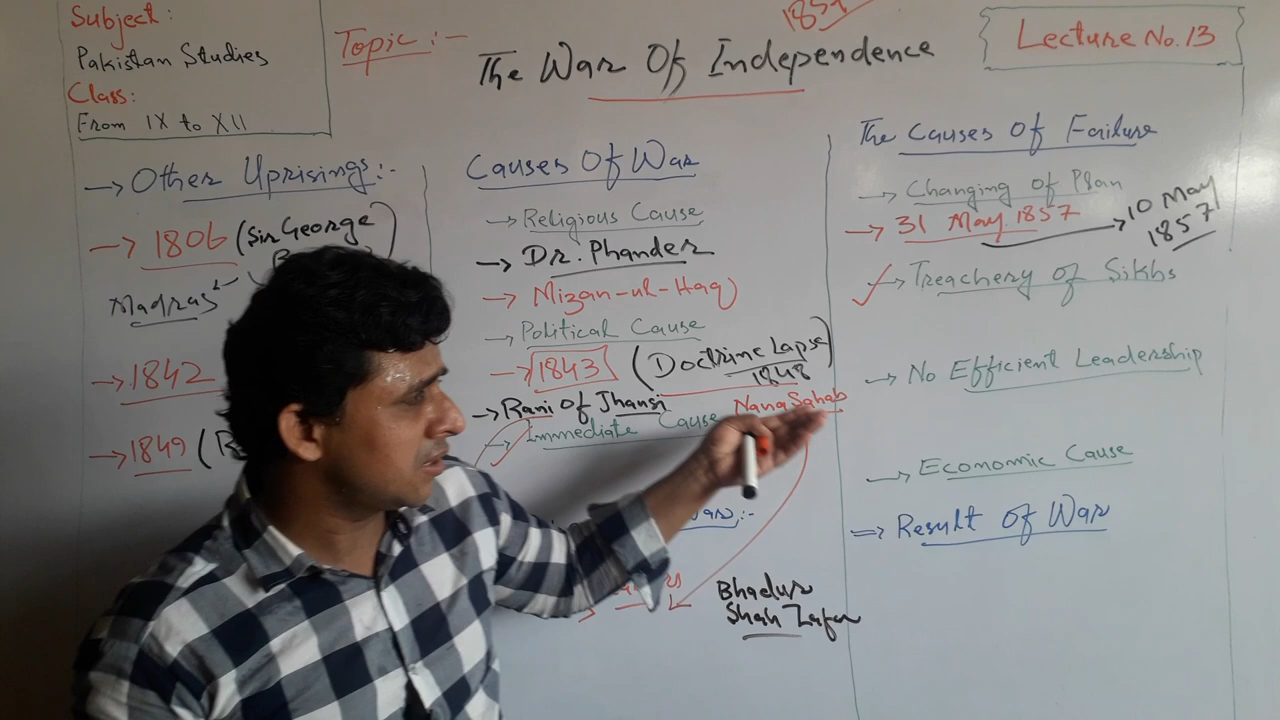 Subject:
Pakistan Studies
Class:
From IX to XII
Topic:-
The War Of Independence
Lecture No.13
→ Other Uprisings:-
→ 1806 (Sir George
Madras
→ 1842
→ 1849 (R
Causes Of War
→ Religious Cause
→ Dr. Phander
→ Mizan-ul-Haq
→ Political Cause
→ 1843 (Doctrine Lapse
1848
→ Rani of Jhansi
Nana Sahab
→ Immediate Cause
War:-
Bhadur
Shah Zafar
The Causes Of Failure
→ Changing of Plan
→ 31 May.1857 → 10 May
1857
→ Treachery of Sikhs
→ No Efficient Leadership
→ Economic Cause
⇒ Result Of War